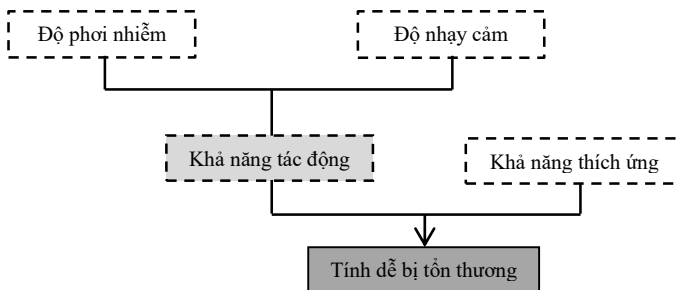 Độ phơi nhiễm
Độ nhạy cảm
Khả năng tác động
Khả năng thích ứng
Tính dễ bị tổn thương